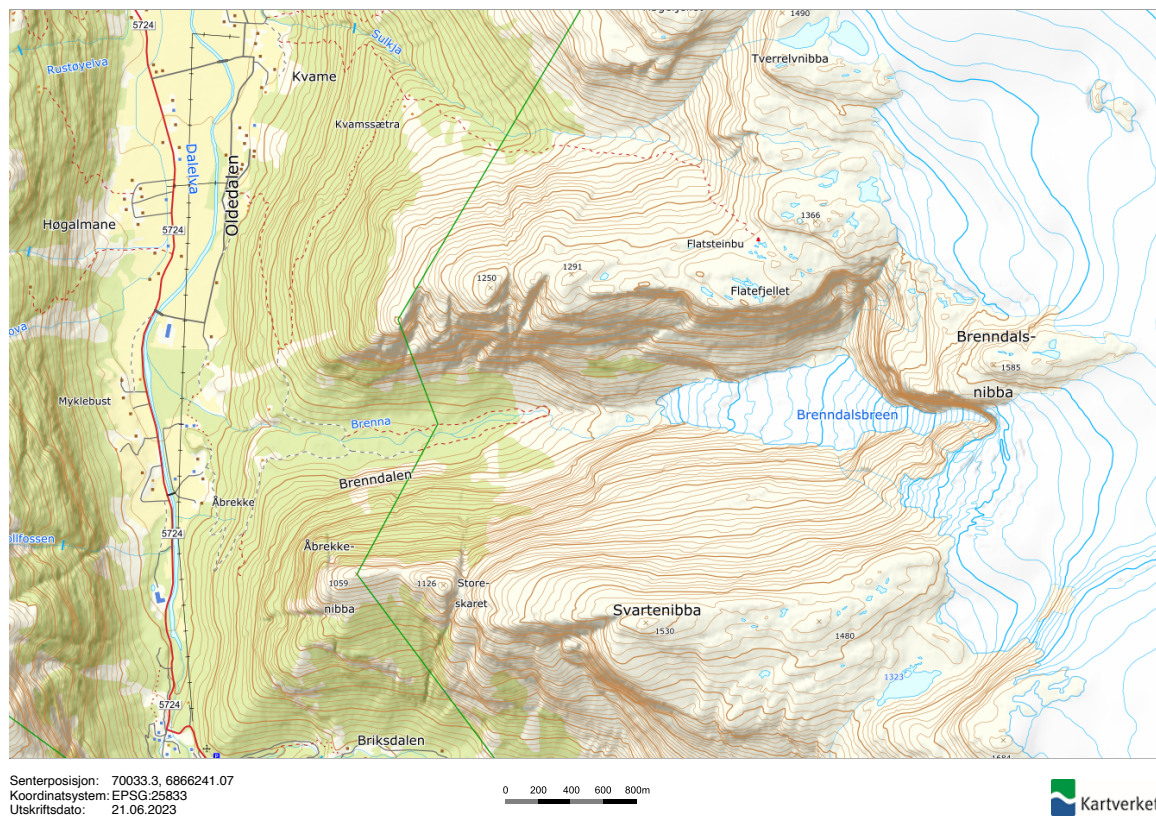 5724
1490
Sulkja
Tverrelvnibba
Rustøyelva
Kvame
Kvamssætra
Dalelva
Oldedalen
Høgalmane
5724
1366
Flatsteinbu
1250
1291
Flatefjellet
Brenndals-
1585
nibba
Myklebust
Brenna
Brenndalsbreen
Brenndalen
Åbrekke
5724
Åbrekke-
1059
1126
Store-
skaret
nibba
Svartenibba
1530
1480
1323
5724
Briksdalen
P
Senterposisjon: 70033.3, 6866241.07
Koordinatsystem: EPSG:25833
Utskriftsdato: 21.06.2023
0 200 400 600 800m
Kartverket